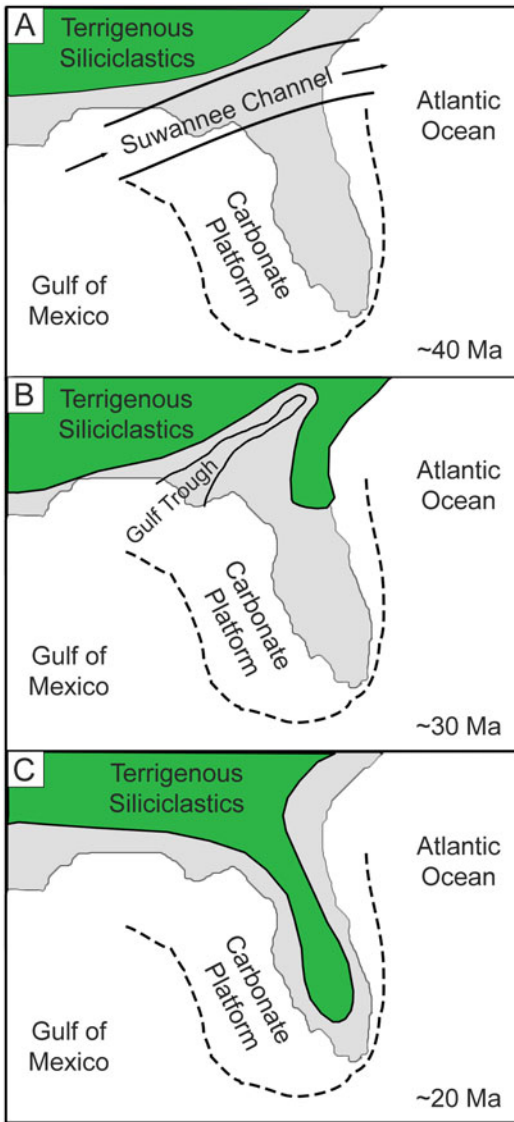 A
Terrigenous
Siliciclastics
Suwannee Channel
Atlantic
Ocean
Carbonate
Platform
Gulf of
Mexico
~40 Ma
B
Terrigenous
Siliciclastics
Gulf Trough
Atlantic
Ocean
Carbonate
Platform
Gulf of
Mexico
~30 Ma
C
Terrigenous
Siliciclastics
Atlantic
Ocean
Carbonate
Platform
Gulf of
Mexico
~20 Ma